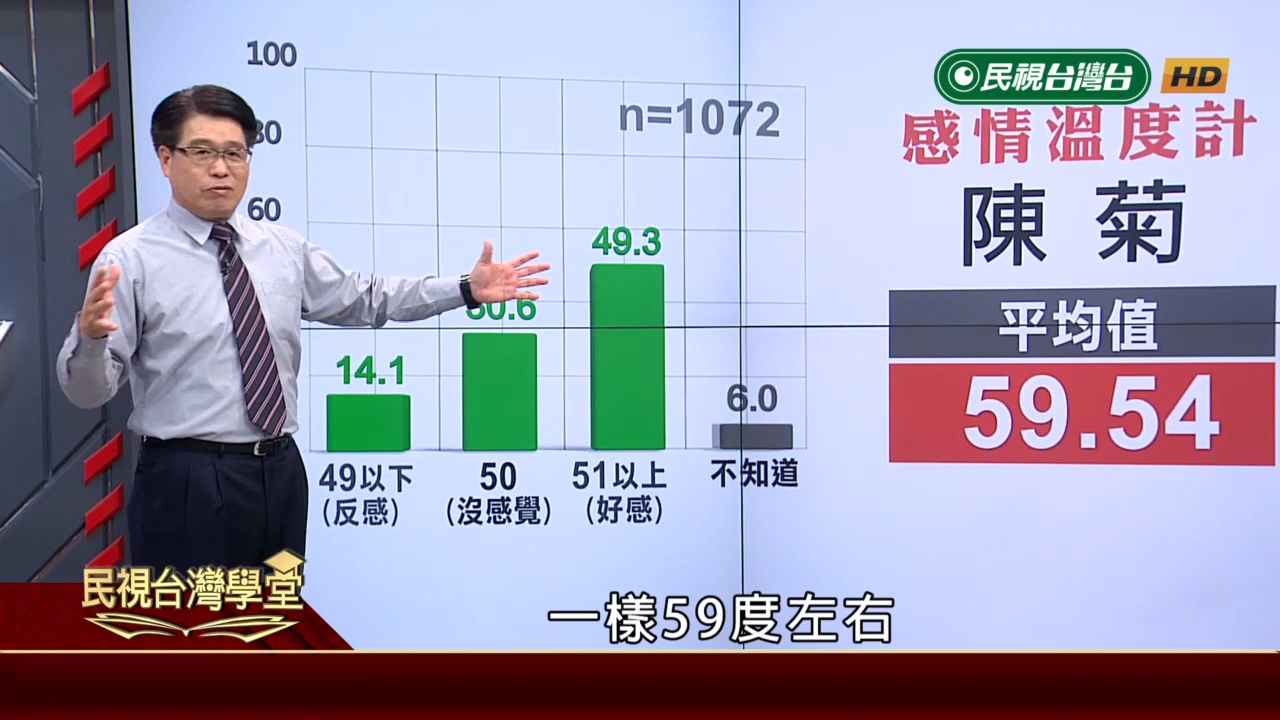 民視台灣台 HD
100
80
60
n=1072
感情溫度計
陳菊
平均值
59.54
14.1
30.6
49.3
6.0
49以下
(反感)
50
(沒感覺)
51以上
(好感)
不知道
民視台灣學堂
一樣59度左右